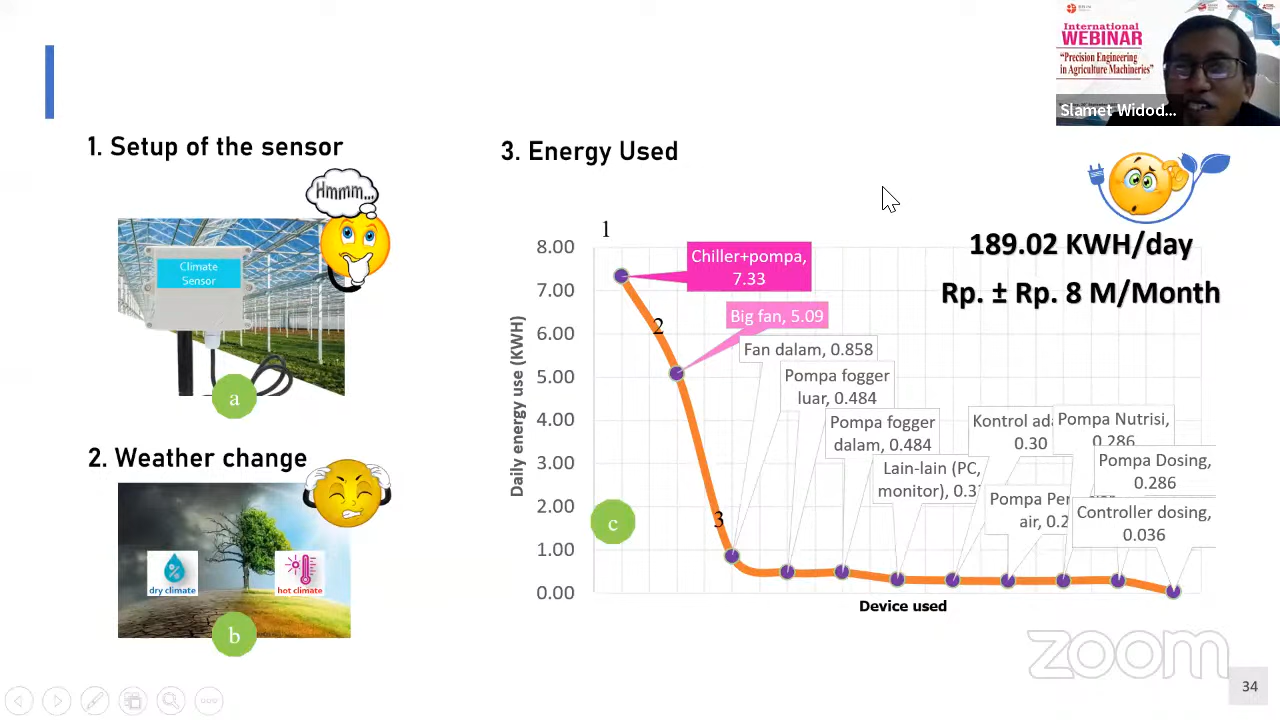 International
WEBINAR
"Precision Engineering
in Agriculture Machineries"
Slamet Widod...
1. Setup of the sensor
Hmmm...
Climate
Sensor
a
2. Weather change
dry climate
hot climate
b
3. Energy Used
189.02 KWH/day
Rp. ± Rp. 8 M/Month
1
2
3
8.00
7.00
6.00
5.00
4.00
3.00
2.00
1.00
0.00
Daily energy use (KWH)
Chiller+pompa,
7.33
Big fan, 5.09
Fan dalam, 0.858
Pompa fogger
luar, 0.484
Pompa fogger
dalam, 0.484
Lain-lain (PC,
monitor), 0.3
Kontrol
0.30
Pompa
air, 0.2
Pompa Nutrisi,
0.286
Pompa Dosing,
0.286
Controller dosing,
0.036
c
Device used
zoom
34